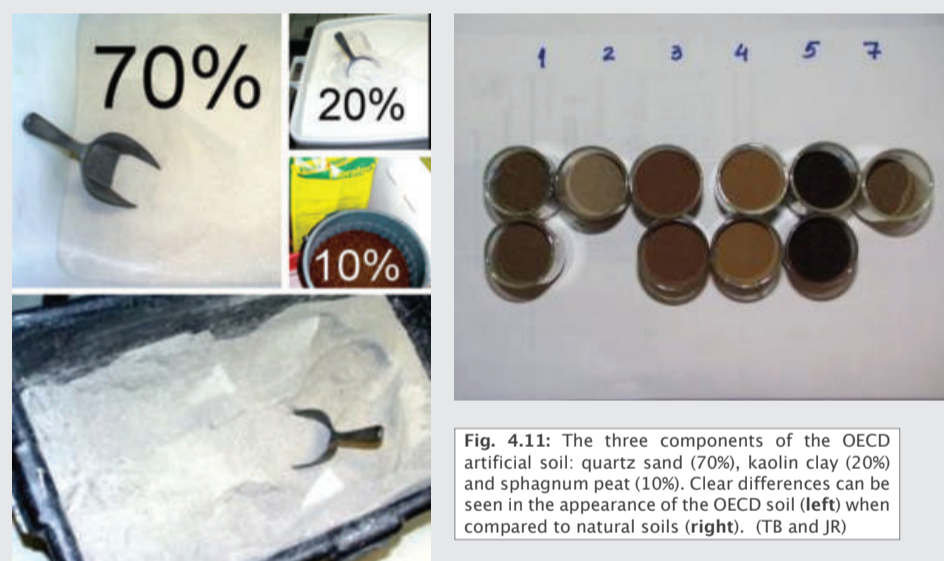 70%
20%
10%
1 2 3 4 5 7
Fig. 4.11: The three components of the OECD
artificial soil: quartz sand (70%), kaolin clay (20%)
and sphagnum peat (10%). Clear differences can be
seen in the appearance of the OECD soil (left) when
compared to natural soils (right). (TB and JR)